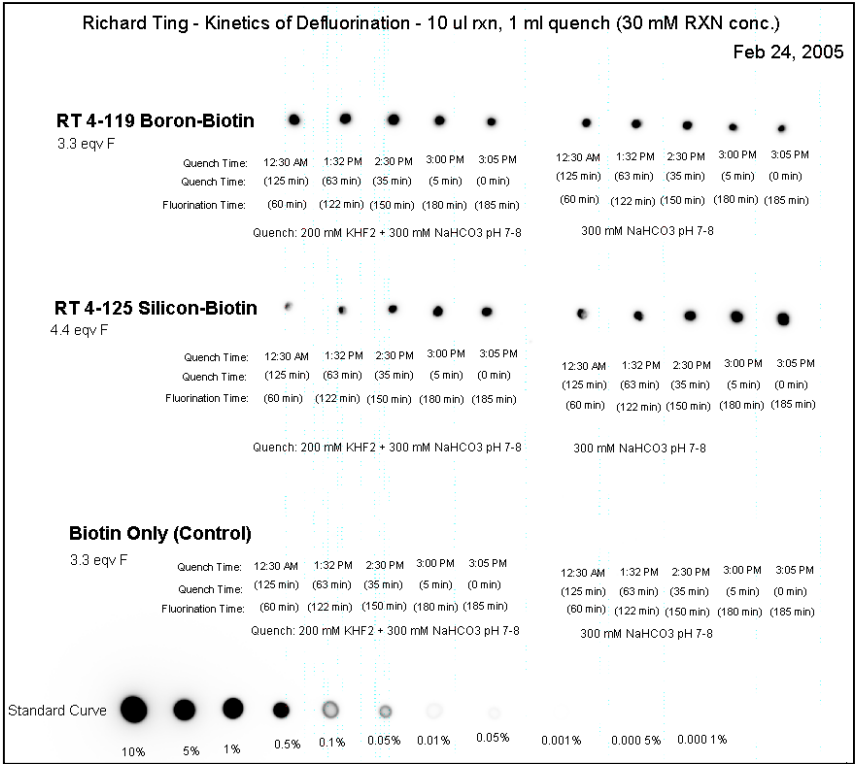 Richard Ting - Kinetics of Defluorination - 10 ul rxn, 1 ml quench (30 mM RXN conc.)
Feb 24, 2005
RT 4-119 Boron-Biotin
3.3 eqv F
Quench Time: 12:30 AM 1:32 PM 2:30 PM 3:00 PM 3:05 PM 12:30 AM 1:32 PM 2:30 PM 3:00 PM 3:05 PM
Quench Time: (125 min) (63 min) (35 min) (5 min) (0 min) (125 min) (63 min) (35 min) (5 min) (0 min)
Fluorination Time: (60 min) (122 min) (150 min) (180 min) (185 min) (60 min) (122 min) (150 min) (180 min) (185 min)
Quench: 200 mM KHF2 + 300 mM NaHCO3 pH 7-8 300 mM NaHCO3 pH 7-8
RT 4-125 Silicon-Biotin
4.4 eqv F
Quench Time: 12:30 AM 1:32 PM 2:30 PM 3:00 PM 3:05 PM 12:30 AM 1:32 PM 2:30 PM 3:00 PM 3:05 PM
Quench Time: (125 min) (63 min) (35 min) (5 min) (0 min) (125 min) (63 min) (35 min) (5 min) (0 min)
Fluorination Time: (60 min) (122 min) (150 min) (180 min) (185 min) (60 min) (122 min) (150 min) (180 min) (185 min)
Quench: 200 mM KHF2 + 300 mM NaHCO3 pH 7-8 300 mM NaHCO3 pH 7-8
Biotin Only (Control)
3.3 eqv F
Quench Time: 12:30 AM 1:32 PM 2:30 PM 3:00 PM 3:05 PM 12:30 AM 1:32 PM 2:30 PM 3:00 PM 3:05 PM
Quench Time: (125 min) (63 min) (35 min) (5 min) (0 min) (125 min) (63 min) (35 min) (5 min) (0 min)
Fluorination Time: (60 min) (122 min) (150 min) (180 min) (185 min) (60 min) (122 min) (150 min) (180 min) (185 min)
Quench: 200 mM KHF2 + 300 mM NaHCO3 pH 7-8 300 mM NaHCO3 pH 7-8
Standard Curve
10% 5% 1% 0.5% 0.1% 0.05% 0.01% 0.05% 0.001% 0.000 5% 0.000 1%